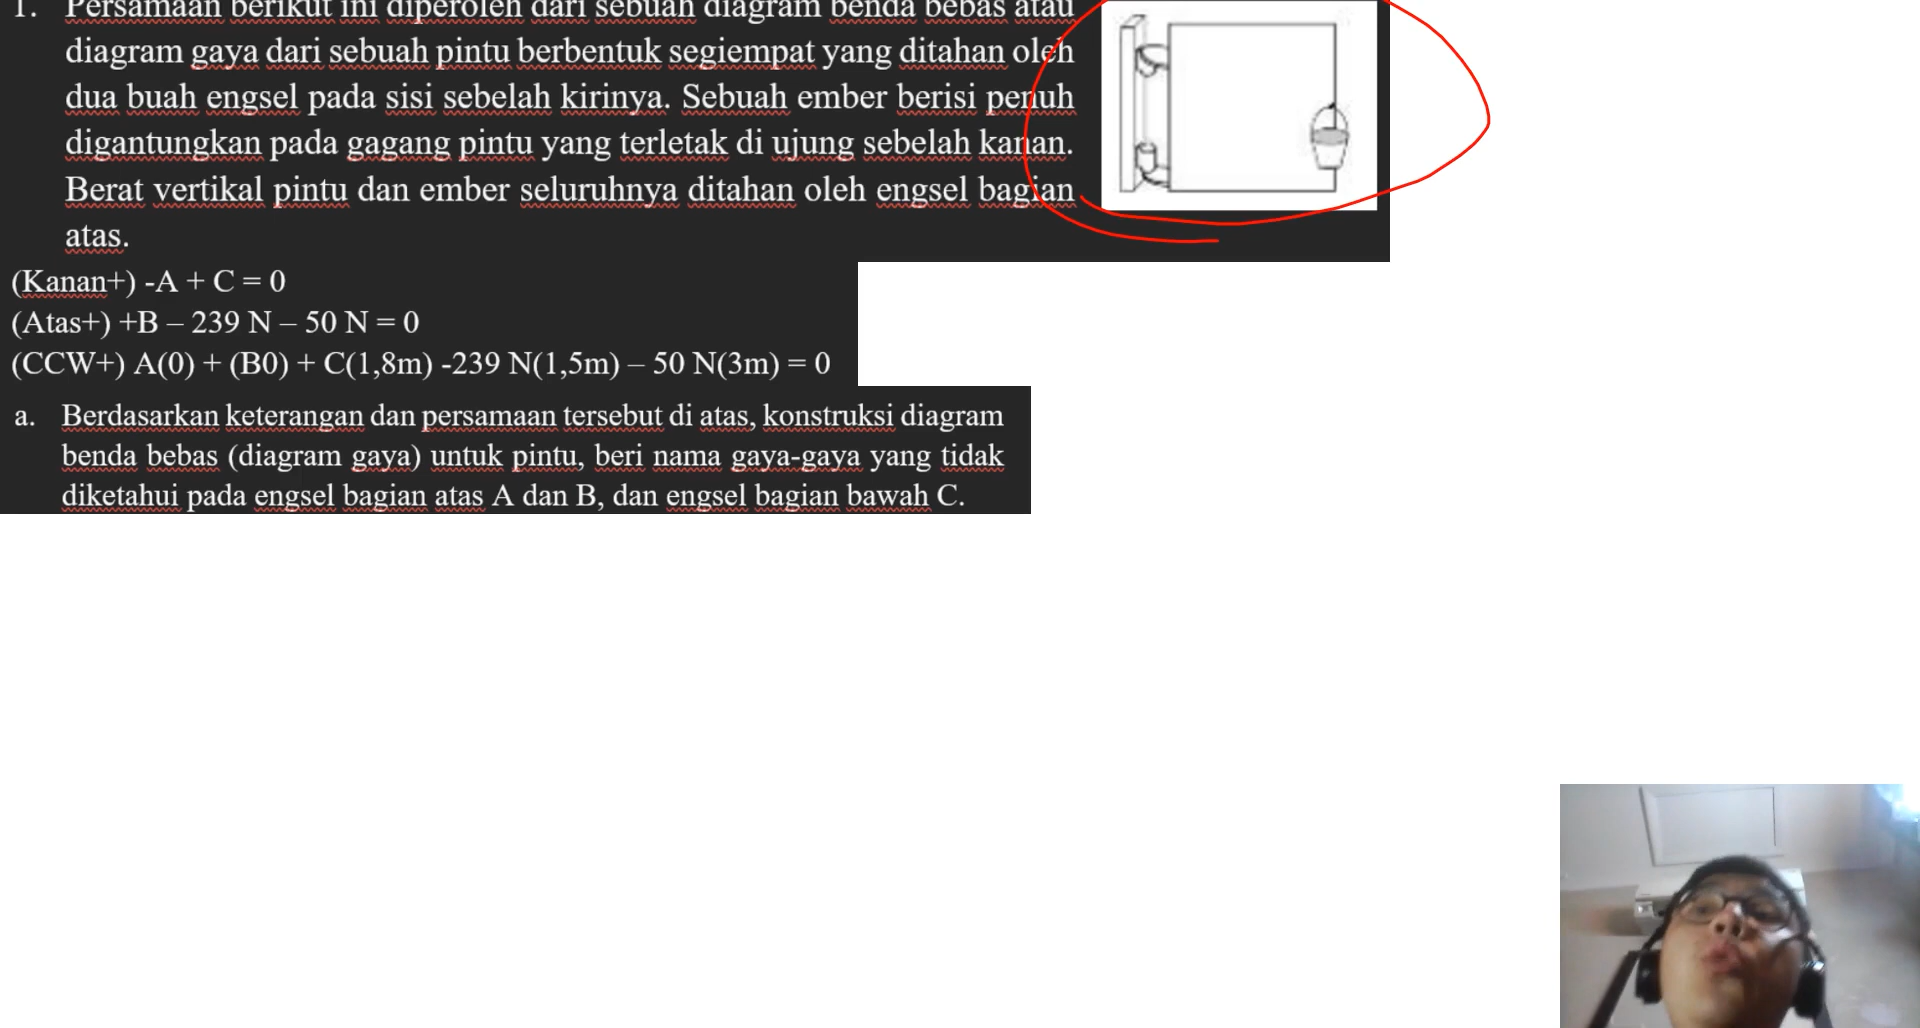 1. Persamaan berikut ini diperoleh dari sebuah diagram benda bebas atau
diagram gaya dari sebuah pintu berbentuk segiempat yang ditahan oleh
dua buah engsel pada sisi sebelah kirinya. Sebuah ember berisi penuh
digantungkan pada gagang pintu yang terletak di ujung sebelah kanan.
Berat vertikal pintu dan ember seluruhnya ditahan oleh engsel bagian
atas.
(Kanan+) -A + C = 0
(Atas+) +B – 239 N – 50 N = 0
(CCW+) A(0) + (B0) + C(1,8m) -239 N(1,5m) – 50 N(3m) = 0
a. Berdasarkan keterangan dan persamaan tersebut di atas, konstruksi diagram
benda bebas (diagram gaya) untuk pintu, beri nama gaya-gaya yang tidak
diketahui pada engsel bagian atas A dan B, dan engsel bagian bawah C.